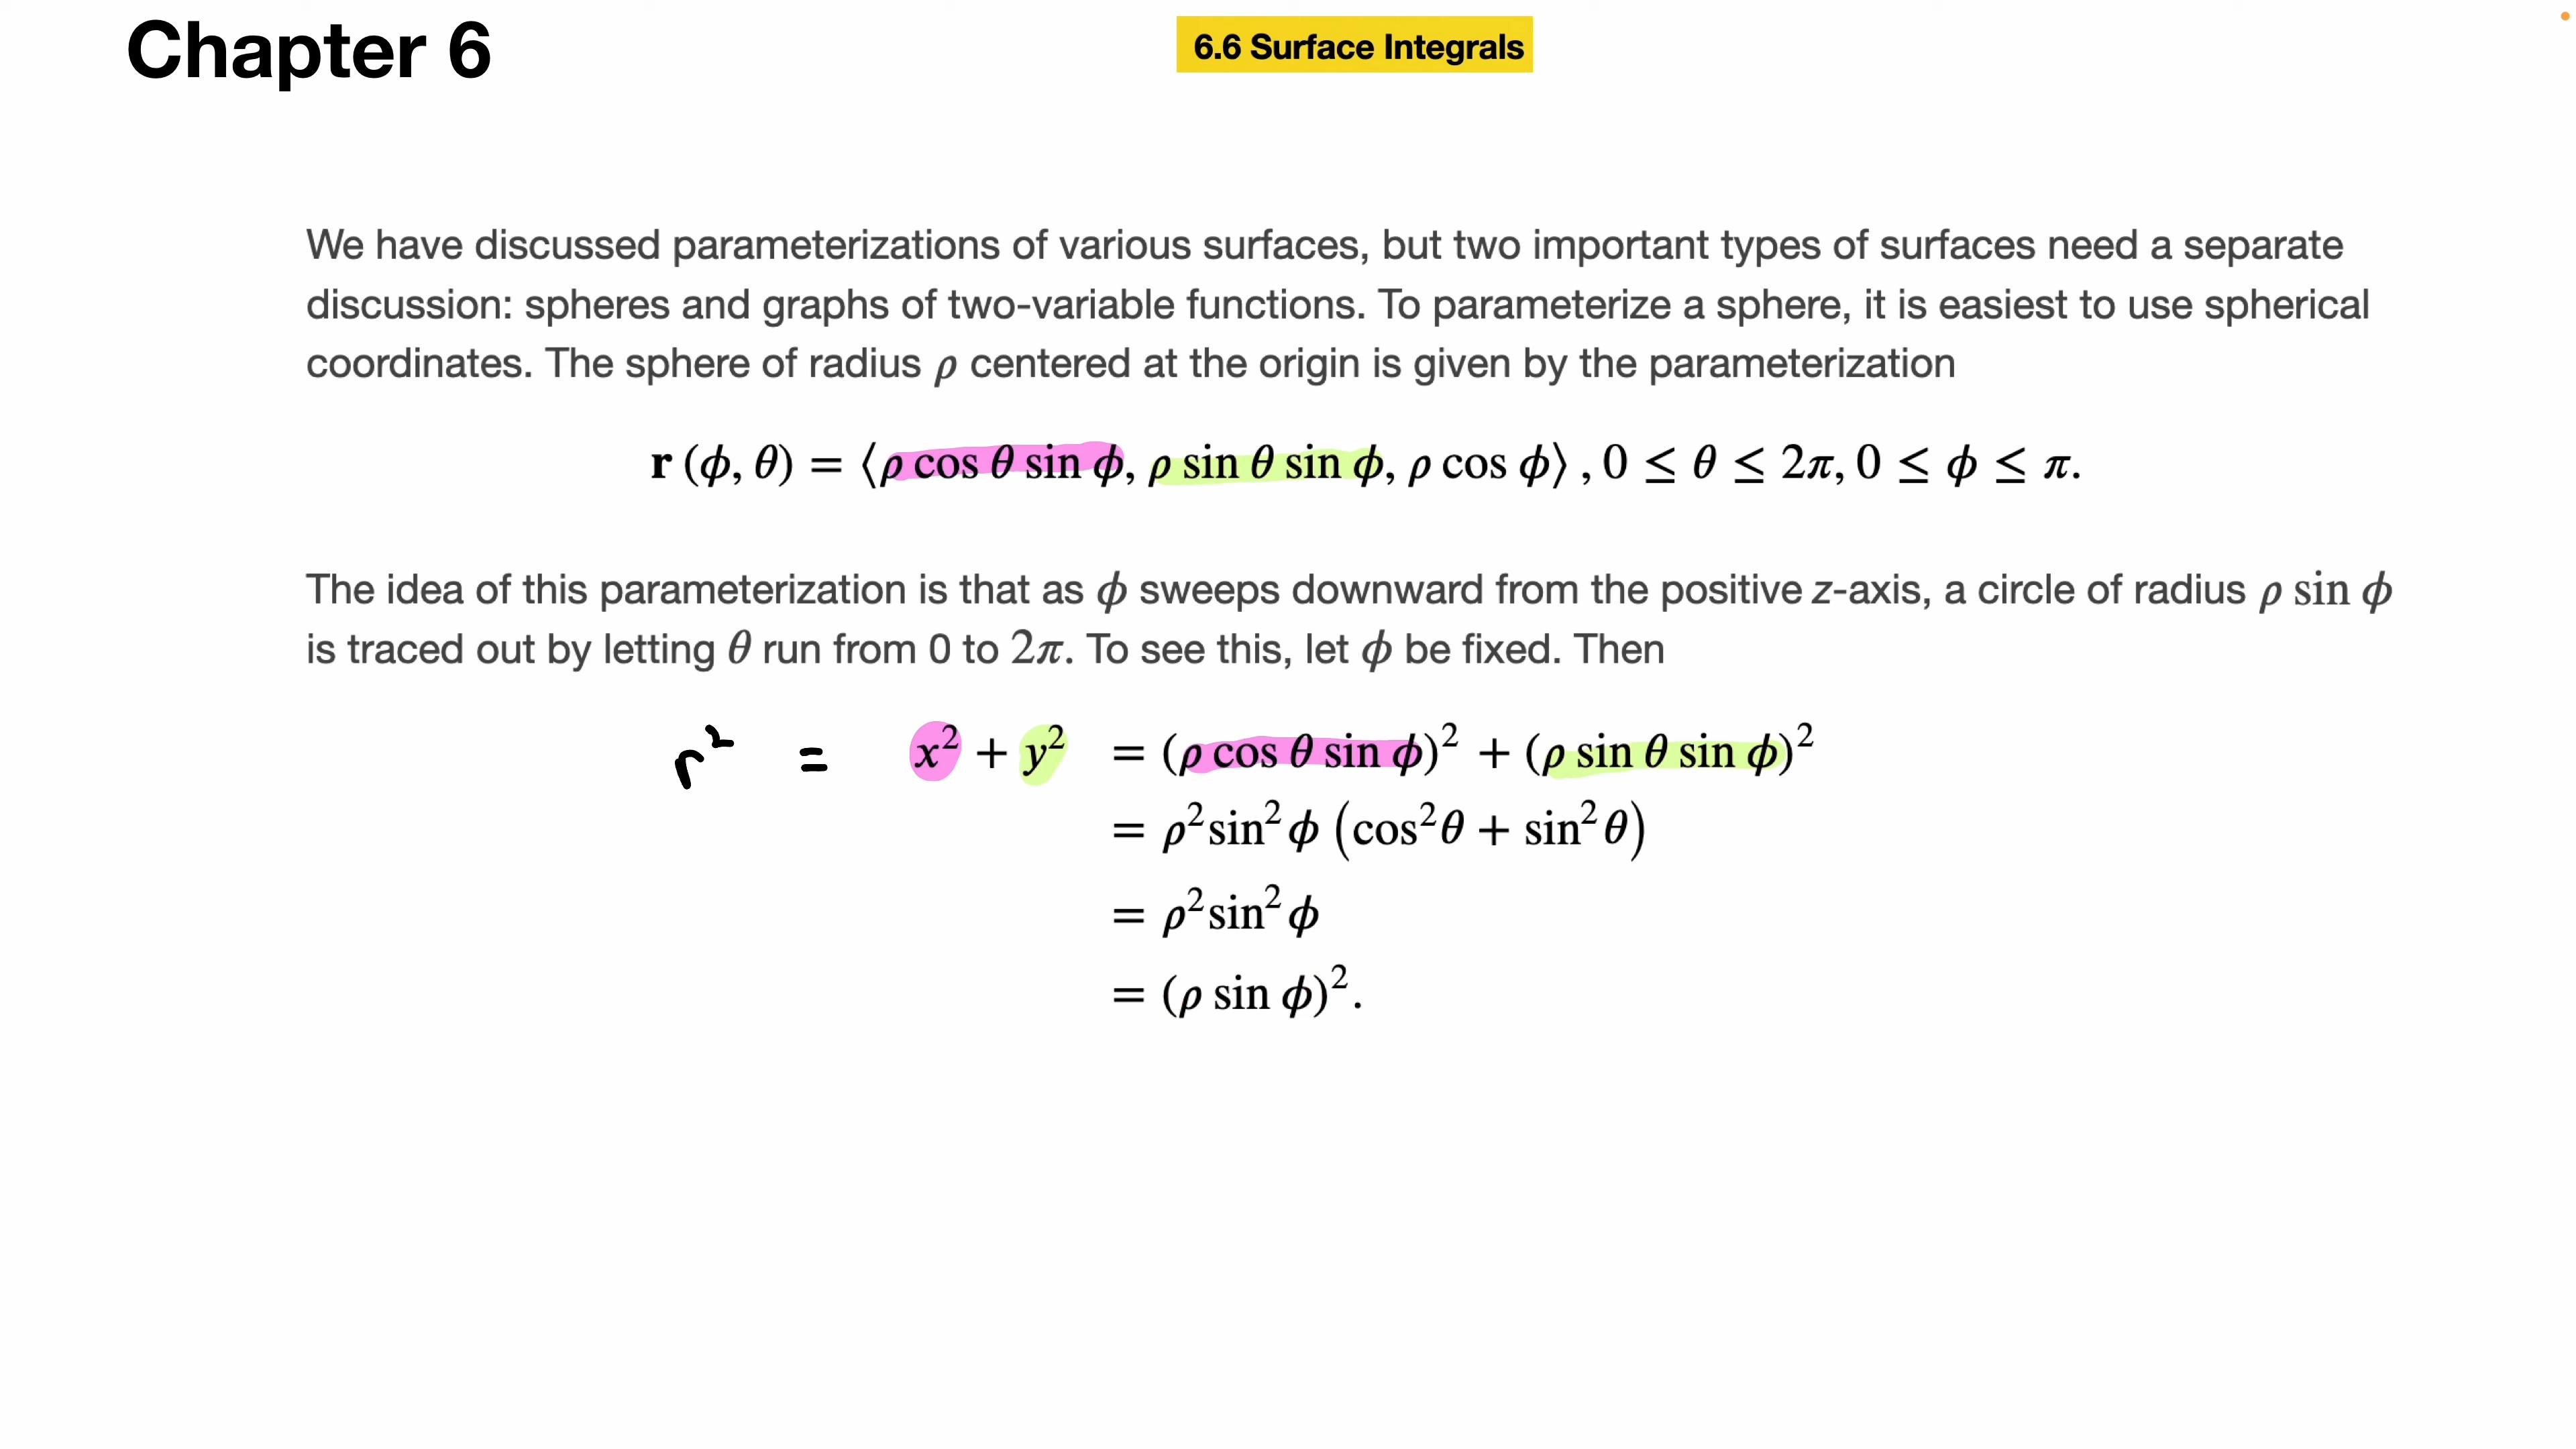 Chapter 6
6.6 Surface Integrals
We have discussed parameterizations of various surfaces, but two important types of surfaces need a separate
discussion: spheres and graphs of two-variable functions. To parameterize a sphere, it is easiest to use spherical
coordinates. The sphere of radius ρ centered at the origin is given by the parameterization
r (ϕ, θ) = ⟨ρ cos θ sin ϕ, ρ sin θ sin ϕ, ρ cos ϕ⟩ , 0 ≤ θ ≤ 2π, 0 ≤ ϕ ≤ π.
The idea of this parameterization is that as ϕ sweeps downward from the positive z-axis, a circle of radius ρ sin ϕ
is traced out by letting θ run from 0 to 2π. To see this, let ϕ be fixed. Then
r² = x² + y² = (ρ cos θ sin ϕ)² + (ρ sin θ sin ϕ)²
= ρ²sin² ϕ (cos²θ + sin² θ)
= ρ²sin² ϕ
= (ρ sin ϕ)².